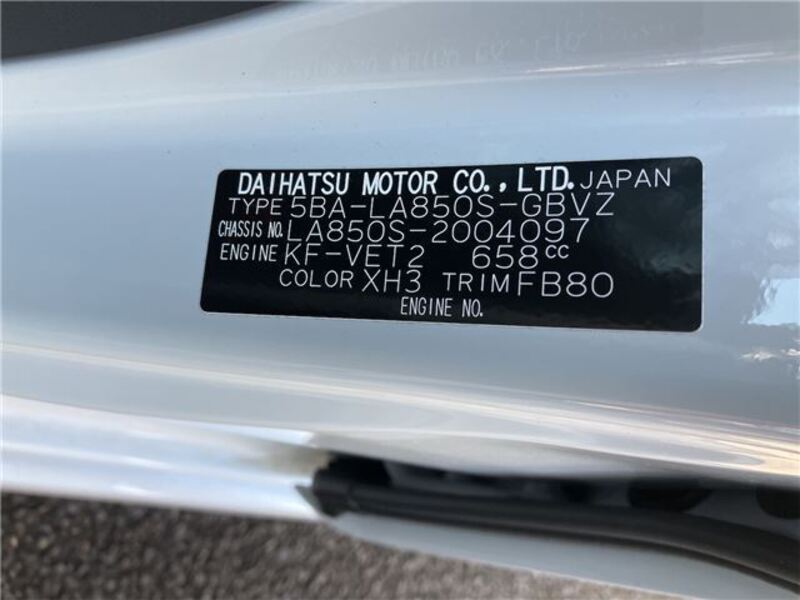 DAIHATSU MOTOR CO., LTD. JAPAN
TYPE 5BA-LA850S-GBVZ
CHASSIS NO. LA850S-2004097
ENGINE KF-VET2 658cc
COLOR XH3 TRIM FB80
ENGINE NO.